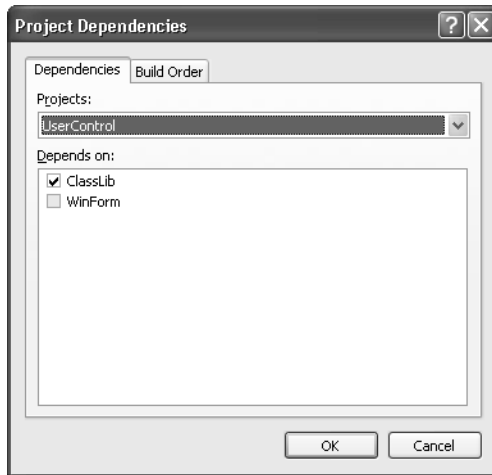 Project Dependencies
Dependencies Build Order
Projects:
UserControl
Depends on:
ClassLib
WinForm
OK Cancel